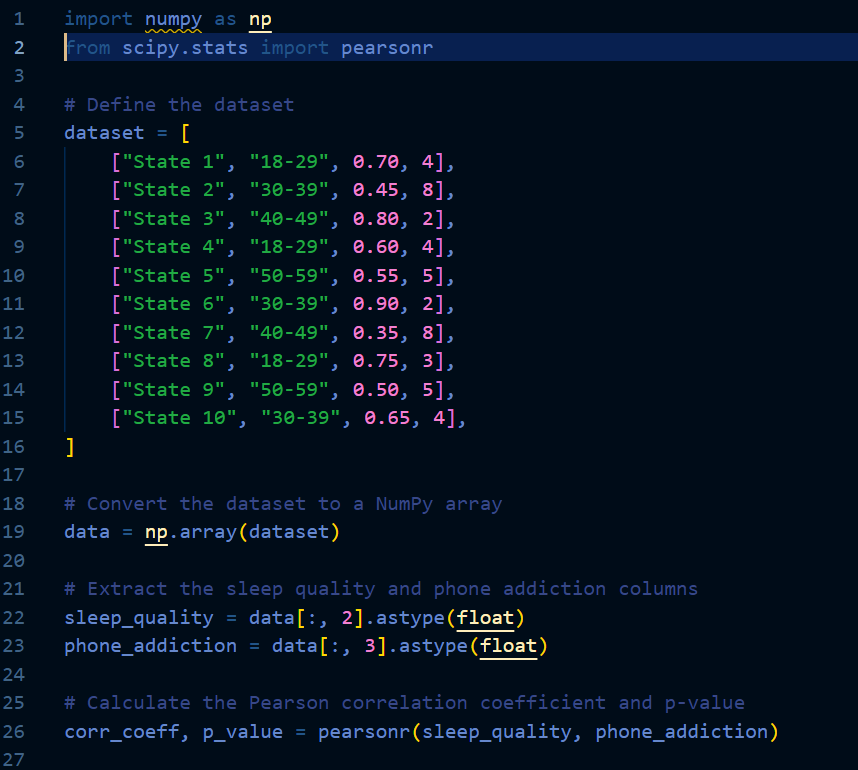 1 import numpy as np
2 from scipy.stats import pearsonr
3
4 # Define the dataset
5 dataset = [
6     ["State 1", "18-29", 0.70, 4],
7     ["State 2", "30-39", 0.45, 8],
8     ["State 3", "40-49", 0.80, 2],
9     ["State 4", "18-29", 0.60, 4],
10     ["State 5", "50-59", 0.55, 5],
11     ["State 6", "30-39", 0.90, 2],
12     ["State 7", "40-49", 0.35, 8],
13     ["State 8", "18-29", 0.75, 3],
14     ["State 9", "50-59", 0.50, 5],
15     ["State 10", "30-39", 0.65, 4],
16 ]
17
18 # Convert the dataset to a NumPy array
19 data = np.array(dataset)
20
21 # Extract the sleep quality and phone addiction columns
22 sleep_quality = data[:, 2].astype(float)
23 phone_addiction = data[:, 3].astype(float)
24
25 # Calculate the Pearson correlation coefficient and p-value
26 corr_coeff, p_value = pearsonr(sleep_quality, phone_addiction)
27